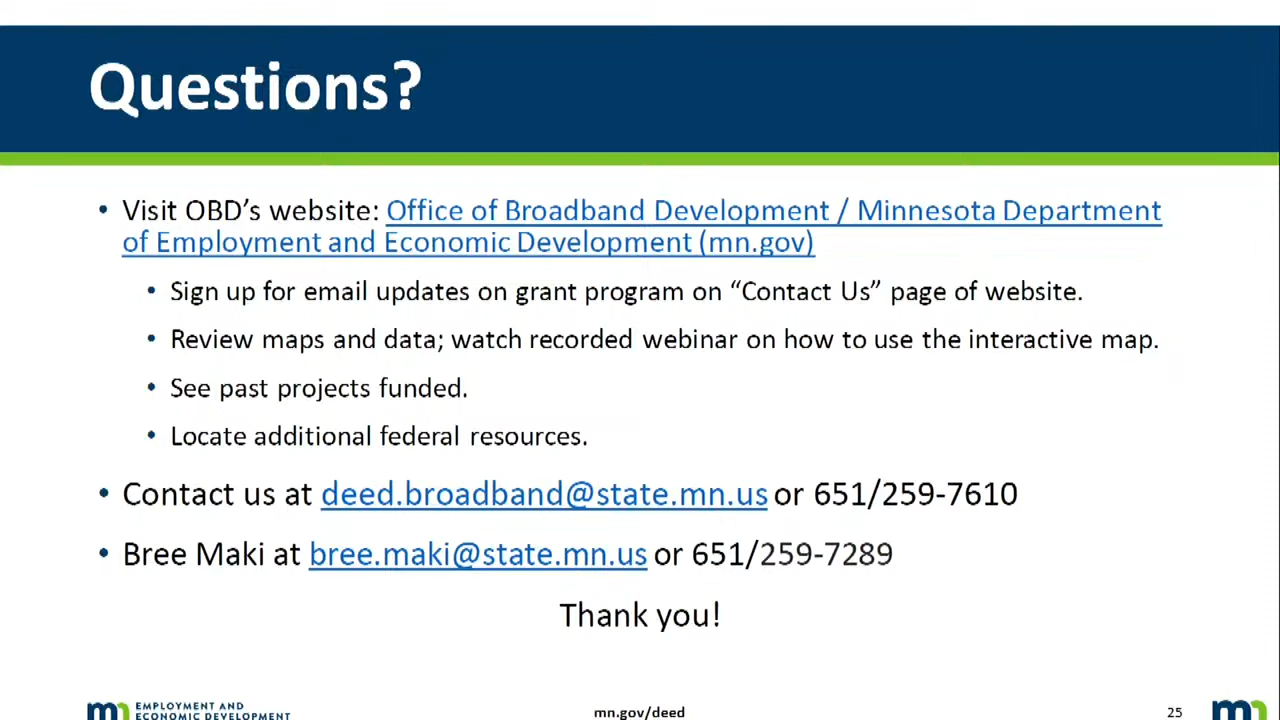 Questions?
• Visit OBD’s website: Office of Broadband Development / Minnesota Department
of Employment and Economic Development (mn.gov)
• Sign up for email updates on grant program on “Contact Us” page of website.
• Review maps and data; watch recorded webinar on how to use the interactive map.
• See past projects funded.
• Locate additional federal resources.
• Contact us at deed.broadband@state.mn.us or 651/259-7610
• Bree Maki at bree.maki@state.mn.us or 651/259-7289
Thank you!
mn EMPLOYMENT AND
ECONOMIC DEVELOPMENT
mn.gov/deed
25
mn